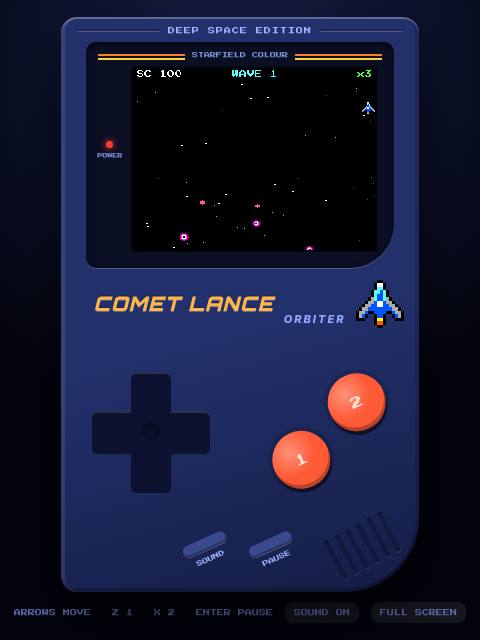 DEEP SPACE EDITION
STARFIELD COLOUR
SC 100 WAVE 1 x3
POWER
COMET LANCE
ORBITER
2
1
SOUND PAUSE
ARROWS MOVE Z 1 X 2 ENTER PAUSE SOUND ON FULL SCREEN